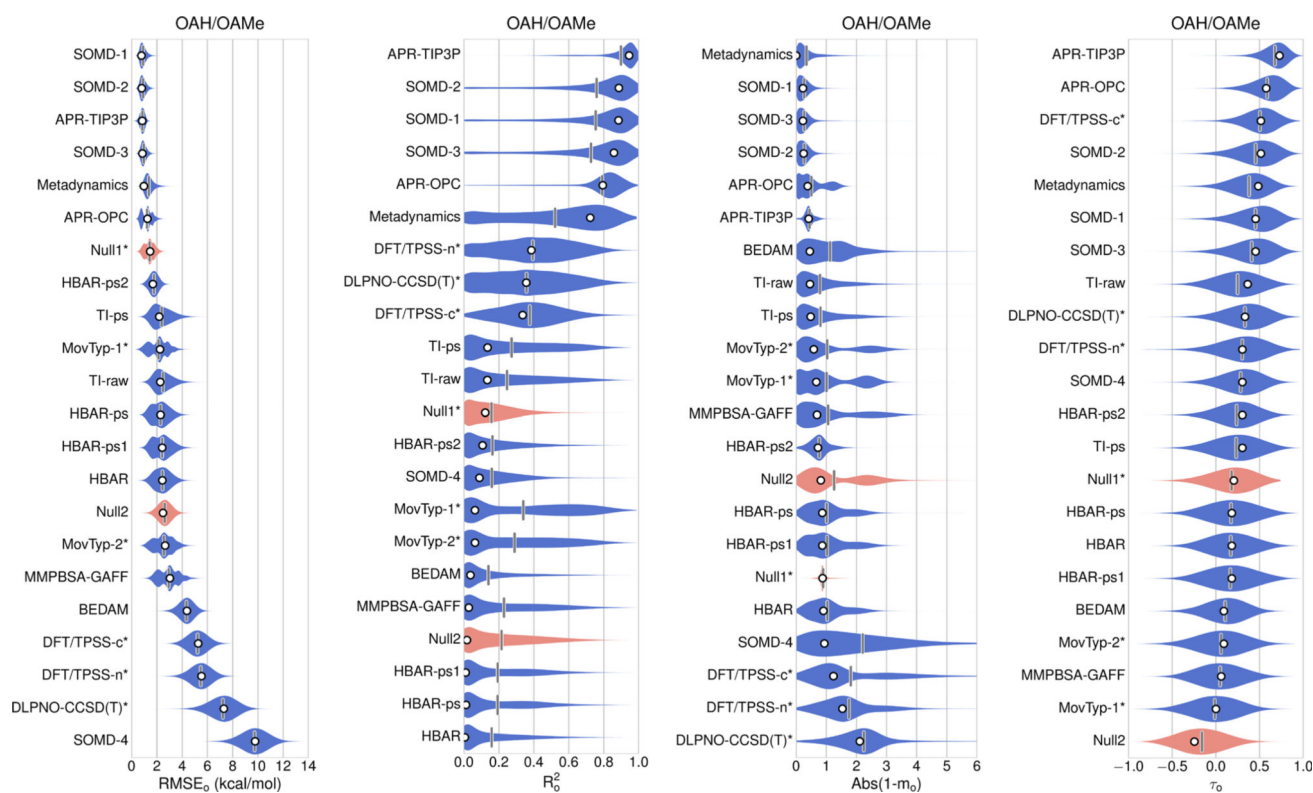 OAH/OAMe
SOMD-1
SOMD-2
APR-TIP3P
SOMD-3
Metadynamics
APR-OPC
Null1*
HBAR-ps2
TI-ps
MovTyp-1*
TI-raw
HBAR-ps
HBAR-ps1
HBAR
Null2
MovTyp-2*
MMPBSA-GAFF
BEDAM
DFT/TPSS-c*
DFT/TPSS-n*
DLPNO-CCSD(T)*
SOMD-4
0 2 4 6 8 10 12 14
RMSEₒ (kcal/mol)
OAH/OAMe
APR-TIP3P
SOMD-2
SOMD-1
SOMD-3
APR-OPC
Metadynamics
DFT/TPSS-n*
DLPNO-CCSD(T)*
DFT/TPSS-c*
TI-ps
TI-raw
Null1*
HBAR-ps2
SOMD-4
MovTyp-1*
MovTyp-2*
BEDAM
MMPBSA-GAFF
Null2
HBAR-ps1
HBAR-ps
HBAR
0.0 0.2 0.4 0.6 0.8 1.0
R²ₒ
OAH/OAMe
Metadynamics
SOMD-1
SOMD-3
SOMD-2
APR-OPC
APR-TIP3P
BEDAM
TI-raw
TI-ps
MovTyp-2*
MovTyp-1*
MMPBSA-GAFF
HBAR-ps2
Null2
HBAR-ps
HBAR-ps1
Null1*
HBAR
SOMD-4
DFT/TPSS-c*
DFT/TPSS-n*
DLPNO-CCSD(T)*
0 1 2 3 4 5 6
Abs(1-mₒ)
OAH/OAMe
APR-TIP3P
APR-OPC
DFT/TPSS-c*
SOMD-2
Metadynamics
SOMD-1
SOMD-3
TI-raw
DLPNO-CCSD(T)*
DFT/TPSS-n*
SOMD-4
HBAR-ps2
TI-ps
Null1*
HBAR-ps
HBAR
HBAR-ps1
BEDAM
MovTyp-2*
MMPBSA-GAFF
MovTyp-1*
Null2
−1.0 −0.5 0.0 0.5 1.0
τₒ